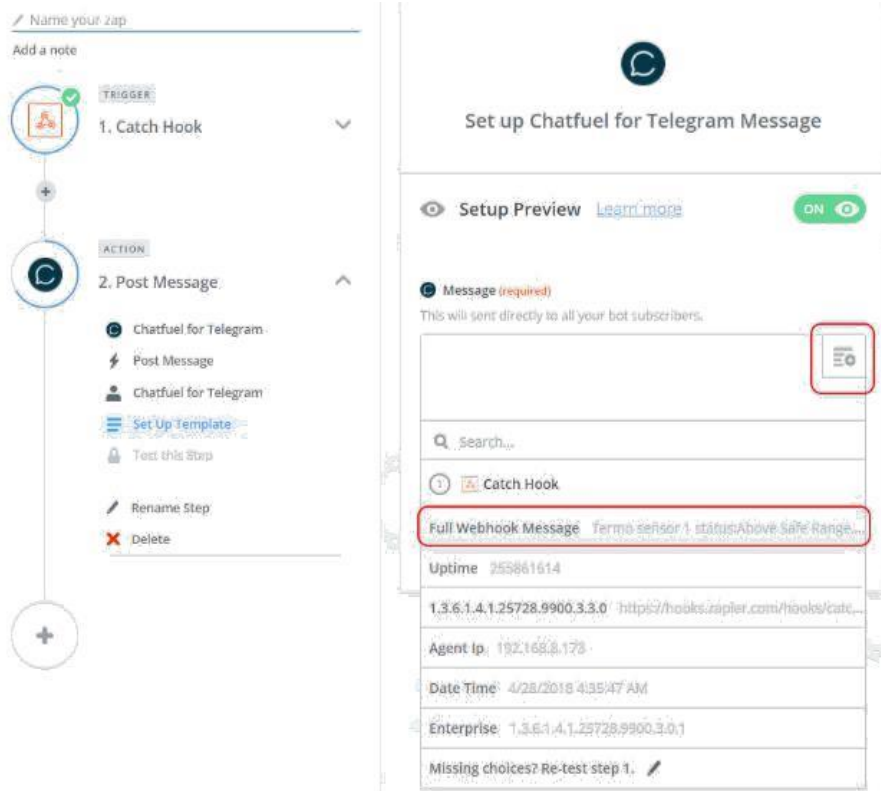 Name your zap
Add a note
TRIGGER
1. Catch Hook
ACTION
2. Post Message
Chatfuel for Telegram
Post Message
Chatfuel for Telegram
Set Up Template
Test this Step
Rename Step
Delete
Set up Chatfuel for Telegram Message
Setup Preview Learn more ON
Message (required)
This will sent directly to all your bot subscribers.
Search...
1 Catch Hook
Full Webhook Message Termo sensor 1 status:Above Safe Range....
Uptime 255861614
1.3.6.1.4.1.25728.9900.3.3.0 https://hooks.zapier.com/hooks/catc...
Agent Ip 192.168.8.173
Date Time 4/28/2018 4:35:47 AM
Enterprise 1.3.6.1.4.1.25728.9900.3.0.1
Missing choices? Re-test step 1.